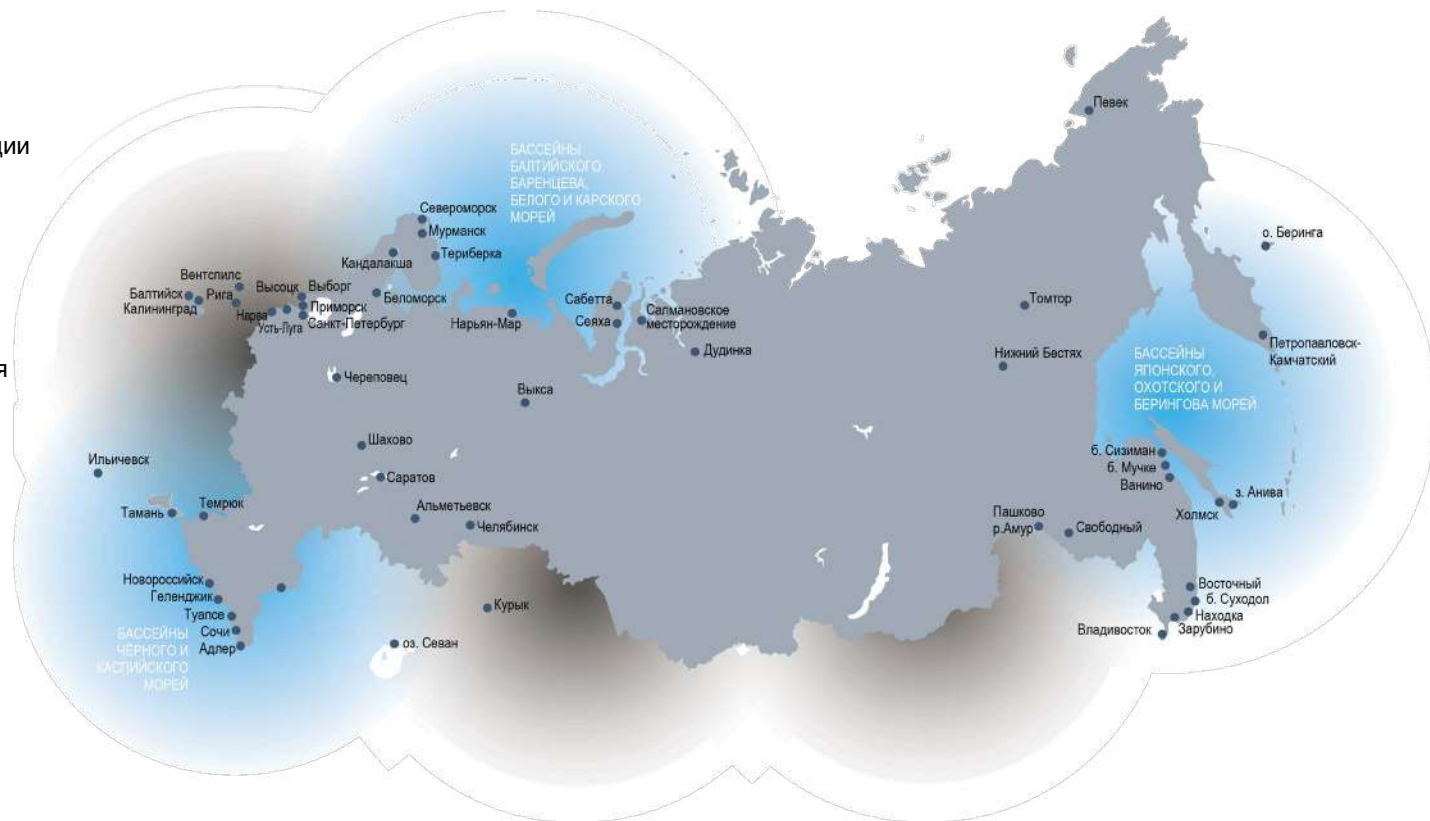 ции
я
БАССЕЙНЫ
БАЛТИЙСКОГО,
БАРЕНЦЕВА,
БЕЛОГО И КАРСКОГО
МОРЕЙ
Певек
Североморск
Мурманск
Териберка
Кандалакша
о. Беринга
Вентспилс
Балтийск
Калининград
Рига
Высоцк
Выборг
Приморск
Нарва
Усть-Луга
Санкт-Петербург
Беломорск
Нарьян-Мар
Сабетта
Сеяха
Салмановское
месторождение
Дудинка
Томтор
Нижний Бестях
Петропавловск-
Камчатский
БАССЕЙНЫ
ЯПОНСКОГО,
ОХОТСКОГО И
БЕРИНГОВА МОРЕЙ
Череповец
Выкса
Шахово
Саратов
Ильичевск
Тамань
Темрюк
Альметьевск
Челябинск
б. Сизиман
б. Мучке
Ванино
з. Анива
Холмск
Пашково
р.Амур
Свободный
Новороссийск
Геленджик
Туапсе
Сочи
Адлер
БАССЕЙНЫ
ЧЁРНОГО И
КАСПИЙСКОГО
МОРЕЙ
Курык
оз. Севан
Восточный
б. Суходол
Находка
Зарубино
Владивосток